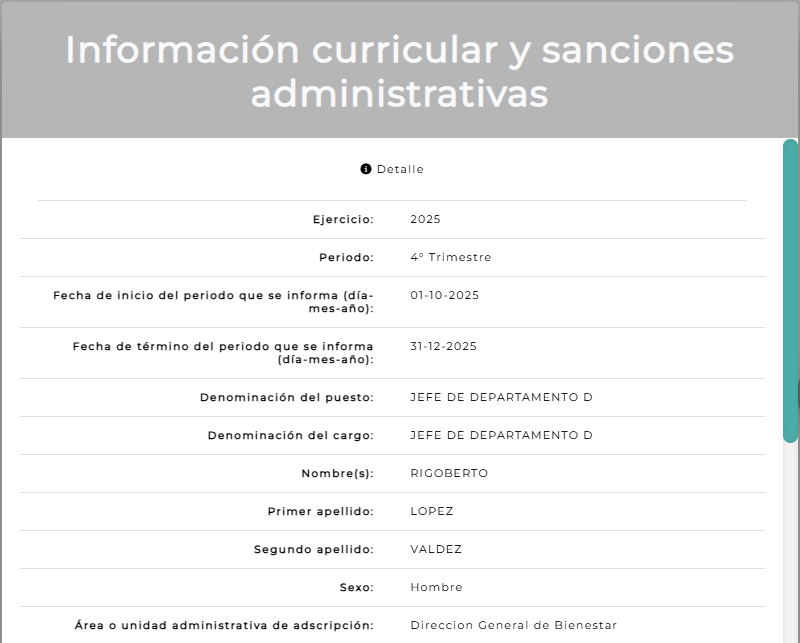 Información curricular y sanciones
administrativas
Detalle
Ejercicio: 2025
Periodo: 4° Trimestre
Fecha de inicio del periodo que se informa (día- 01-10-2025
mes-año):
Fecha de término del periodo que se informa 31-12-2025
(día-mes-año):
Denominación del puesto: JEFE DE DEPARTAMENTO D
Denominación del cargo: JEFE DE DEPARTAMENTO D
Nombre(s): RIGOBERTO
Primer apellido: LOPEZ
Segundo apellido: VALDEZ
Sexo: Hombre
Área o unidad administrativa de adscripción: Direccion General de Bienestar